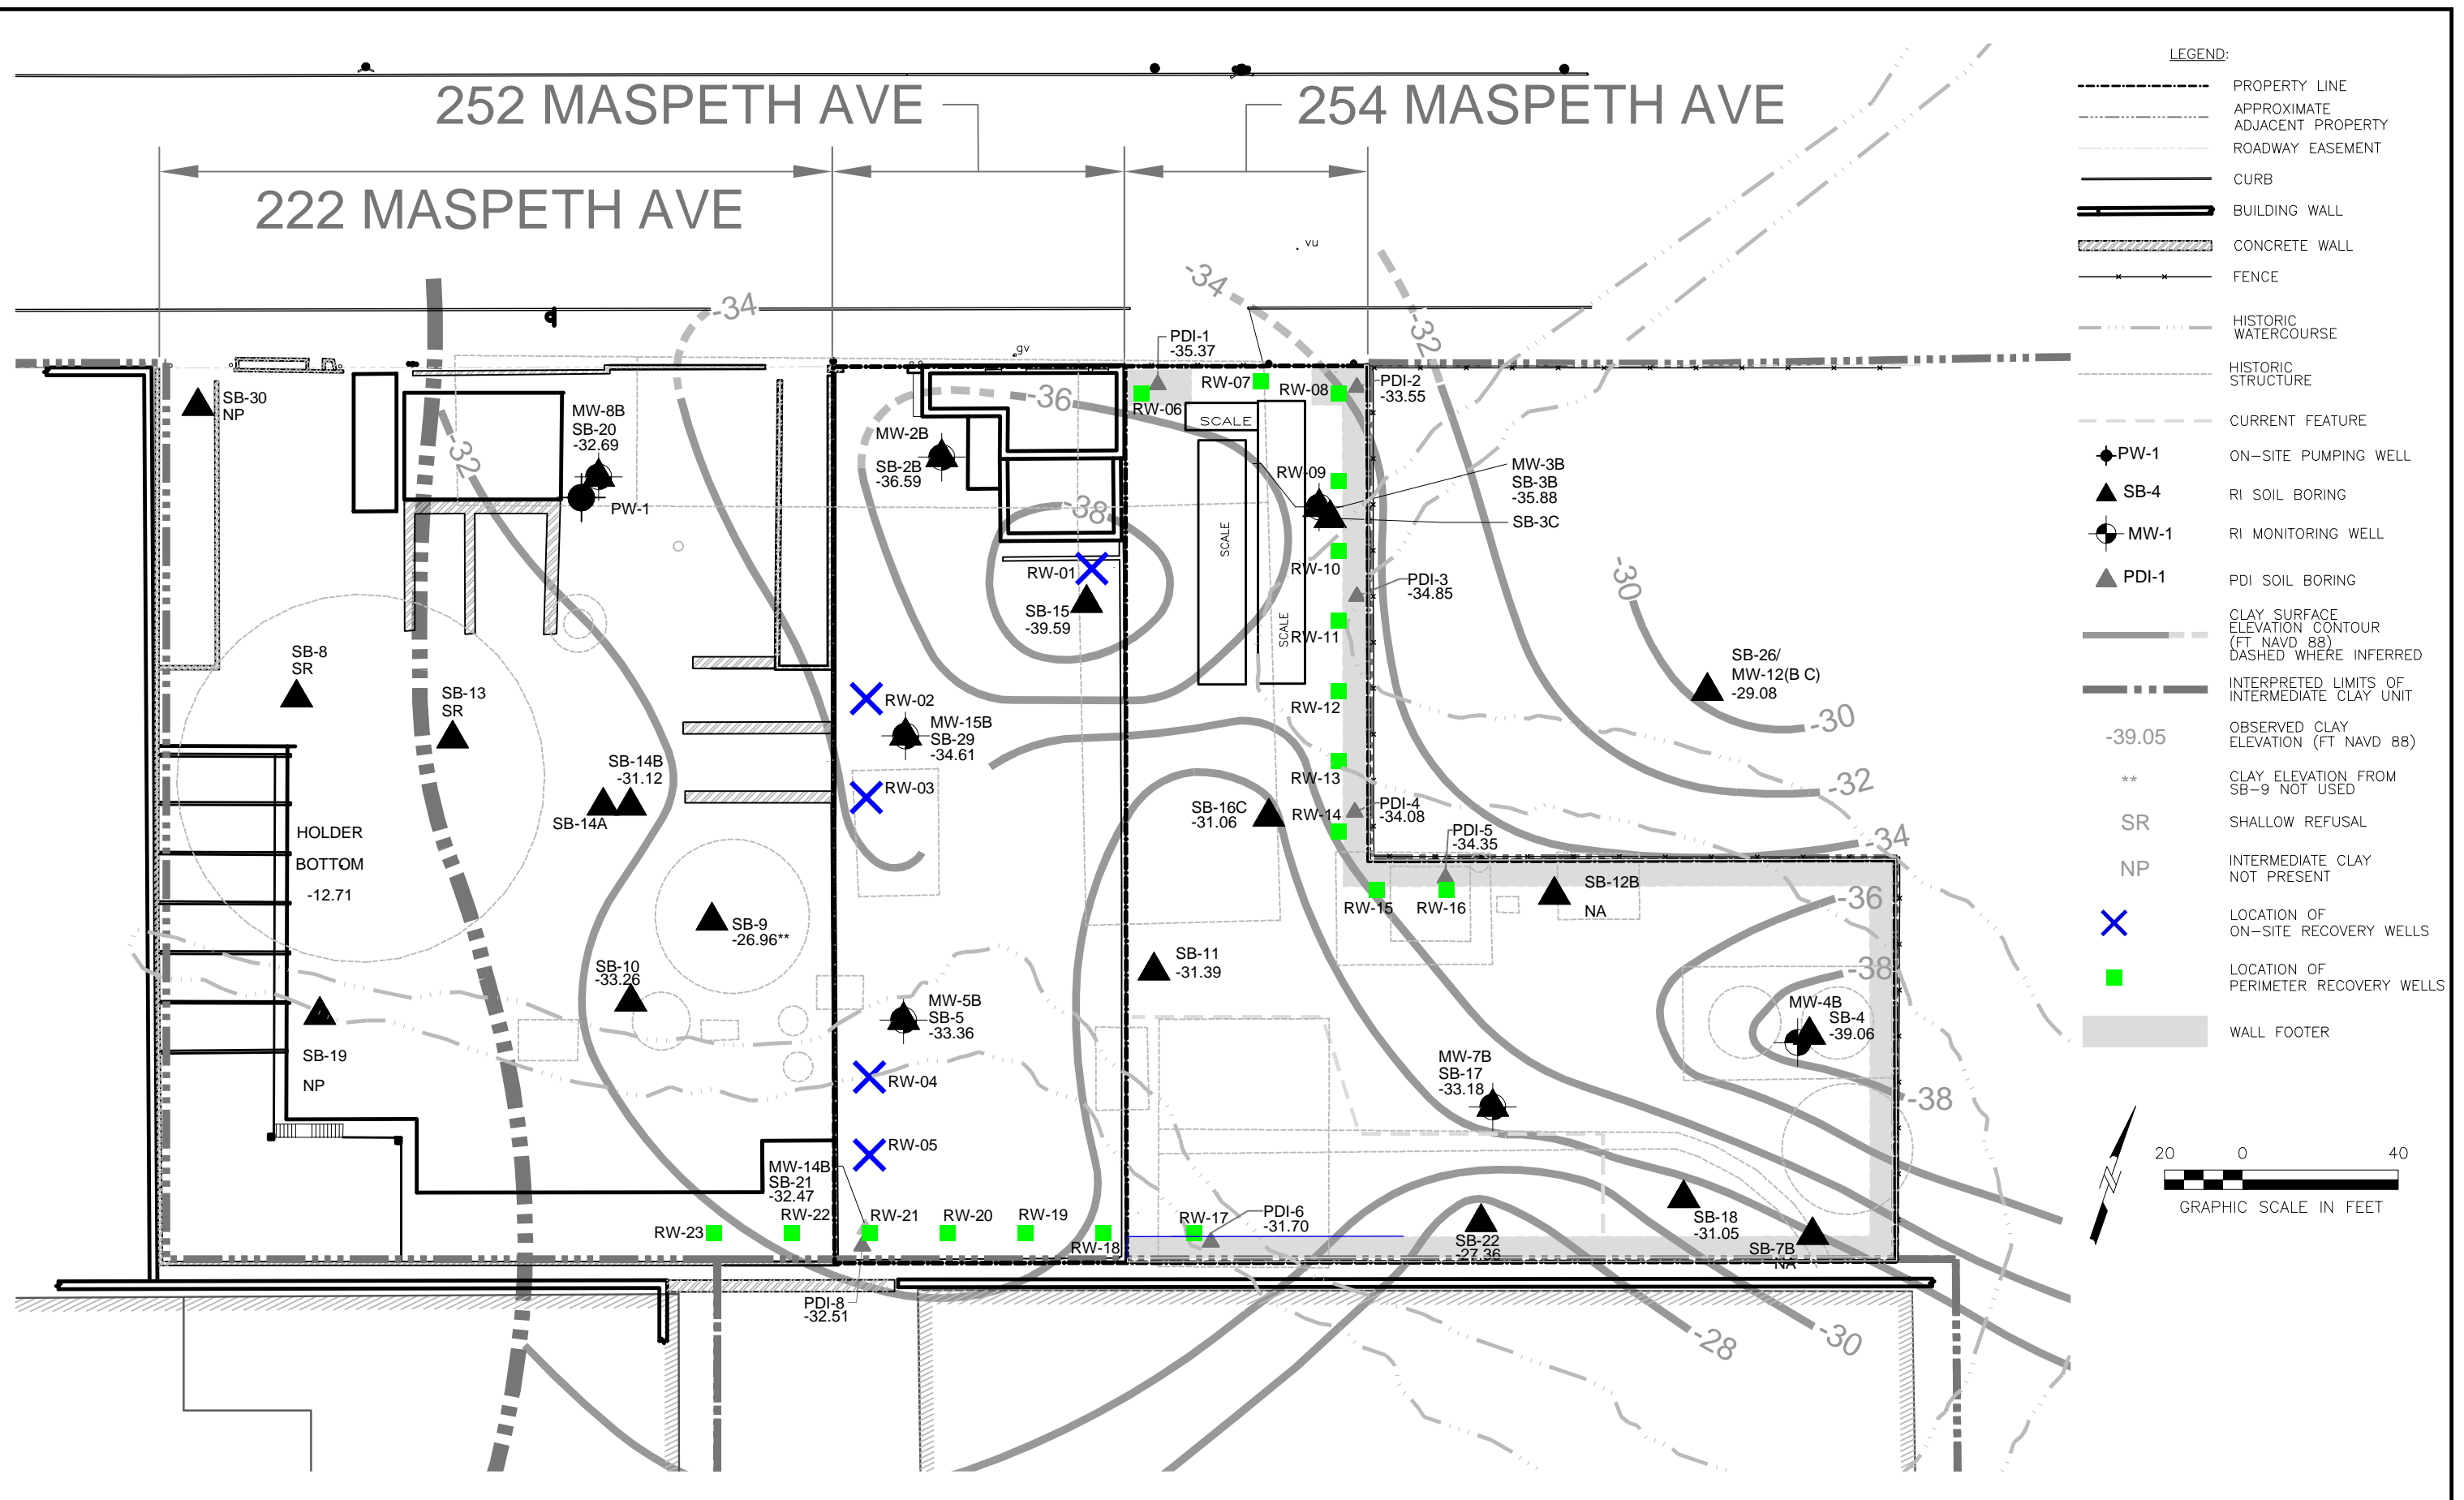 252 MASPETH AVE
254 MASPETH AVE
222 MASPETH AVE
vu
gv
-34
-34
-32
-32
-36
-38
-30
-30
-32
-34
-36
-38
-38
-28
-30
SB-30
NP
MW-8B
SB-20
-32.69
PW-1
MW-2B
SB-2B
-36.59
PDI-1
-35.37
RW-06
RW-07
RW-08
PDI-2
-33.55
SCALE
SCALE
SCALE
RW-09
MW-3B
SB-3B
-35.88
SB-3C
RW-10
PDI-3
-34.85
RW-11
RW-01
SB-15
-39.59
SB-8
SR
SB-13
SR
SB-14B
-31.12
SB-14A
RW-02
MW-15B
SB-29
-34.61
RW-03
RW-12
RW-13
SB-26/
MW-12(B C)
-29.08
SB-16C
-31.06
RW-14
PDI-4
-34.08
PDI-5
-34.35
HOLDER
BOTTOM
-12.71
SB-9
-26.96**
SB-10
-33.26
RW-15
RW-16
SB-12B
NA
SB-11
-31.39
MW-5B
SB-5
-33.36
MW-4B
SB-4
-39.06
SB-19
NP
RW-04
RW-05
MW-7B
SB-17
-33.18
MW-14B
SB-21
-32.47
RW-23
RW-22
RW-21
RW-20
RW-19
RW-18
RW-17
PDI-6
-31.70
SB-22
-27.36
SB-18
-31.05
SB-7B
NA
PDI-8
-32.51
LEGEND:
PROPERTY LINE
APPROXIMATE
ADJACENT PROPERTY
ROADWAY EASEMENT
CURB
BUILDING WALL
CONCRETE WALL
FENCE
HISTORIC
WATERCOURSE
HISTORIC
STRUCTURE
CURRENT FEATURE
PW-1 ON-SITE PUMPING WELL
SB-4 RI SOIL BORING
MW-1 RI MONITORING WELL
PDI-1 PDI SOIL BORING
CLAY SURFACE
ELEVATION CONTOUR
(FT NAVD 88)
DASHED WHERE INFERRED
INTERPRETED LIMITS OF
INTERMEDIATE CLAY UNIT
-39.05 OBSERVED CLAY
ELEVATION (FT NAVD 88)
** CLAY ELEVATION FROM
SB-9 NOT USED
SR SHALLOW REFUSAL
NP INTERMEDIATE CLAY
NOT PRESENT
LOCATION OF
ON-SITE RECOVERY WELLS
LOCATION OF
PERIMETER RECOVERY WELLS
WALL FOOTER
N
20 0 40
GRAPHIC SCALE IN FEET